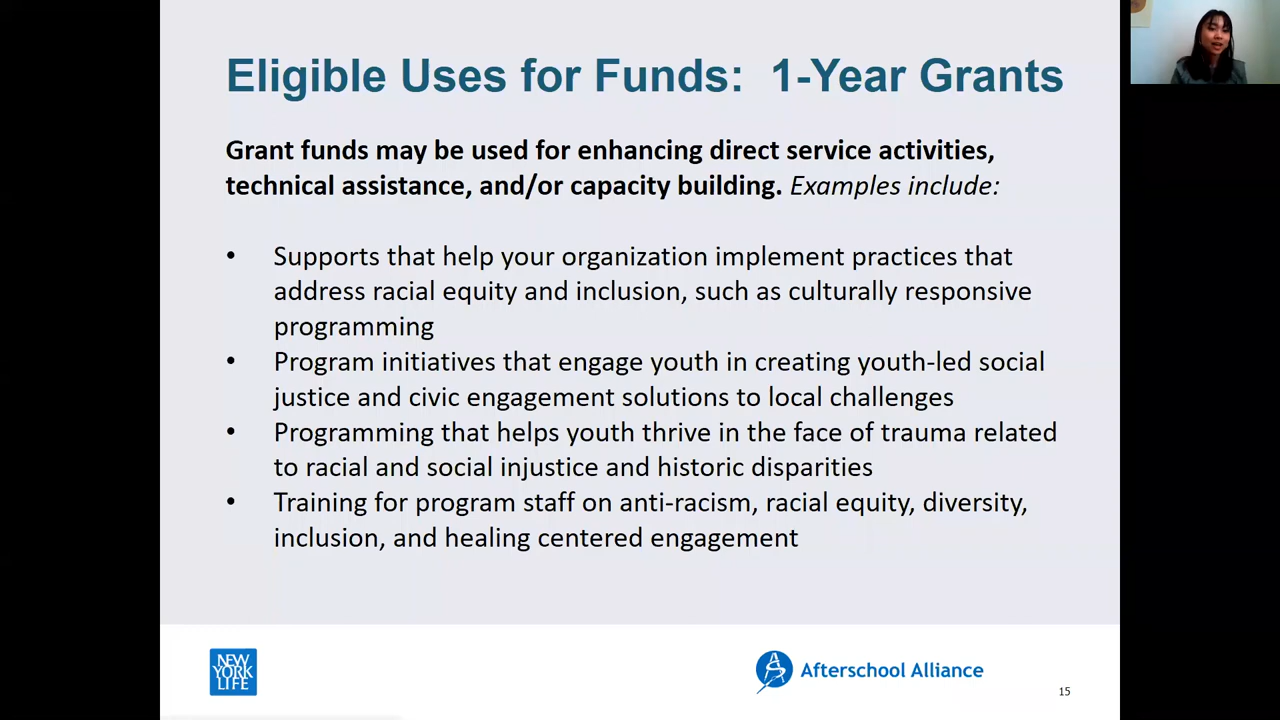 Eligible Uses for Funds: 1-Year Grants
Grant funds may be used for enhancing direct service activities,
technical assistance, and/or capacity building. Examples include:
• Supports that help your organization implement practices that
address racial equity and inclusion, such as culturally responsive
programming
• Program initiatives that engage youth in creating youth-led social
justice and civic engagement solutions to local challenges
• Programming that helps youth thrive in the face of trauma related
to racial and social injustice and historic disparities
• Training for program staff on anti-racism, racial equity, diversity,
inclusion, and healing centered engagement
NEW
YORK
LIFE
Afterschool Alliance
15